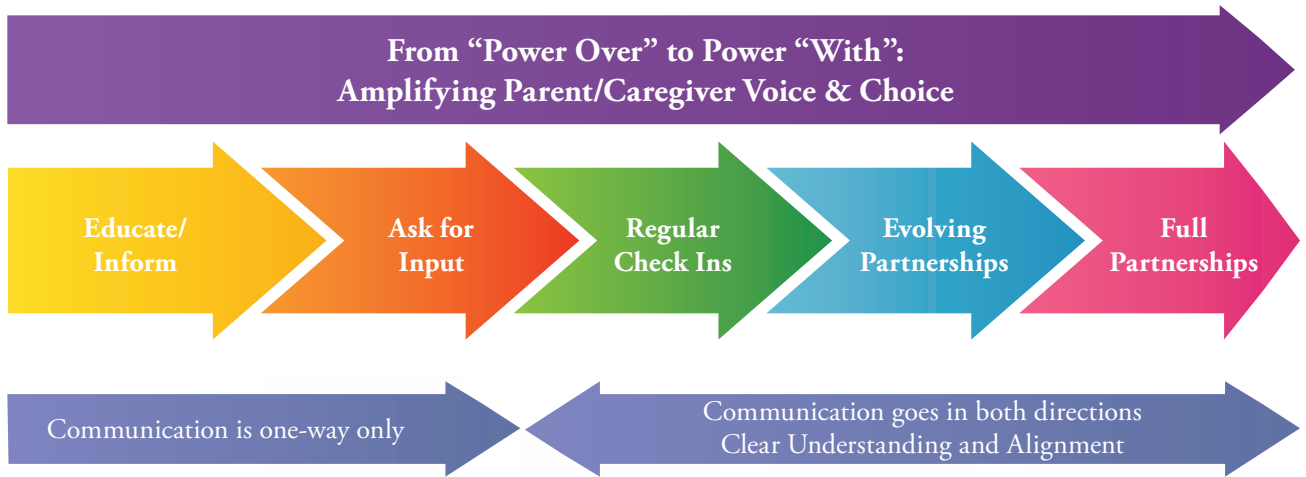 From “Power Over” to Power “With”:
Amplifying Parent/Caregiver Voice & Choice
Educate/
Inform
Ask for
Input
Regular
Check Ins
Evolving
Partnerships
Full
Partnerships
Communication is one-way only
Communication goes in both directions
Clear Understanding and Alignment